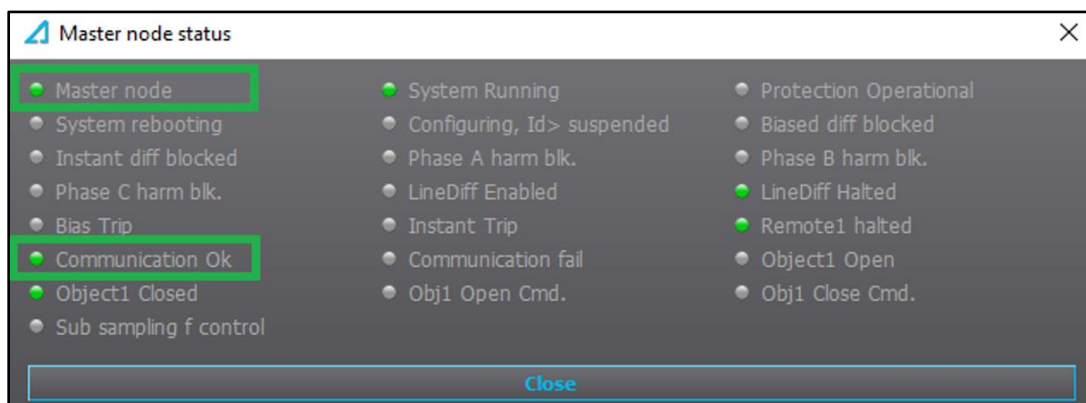 Master node status
Master node System Running Protection Operational
System rebooting Configuring, Id> suspended Biased diff blocked
Instant diff blocked Phase A harm blk. Phase B harm blk.
Phase C harm blk. LineDiff Enabled LineDiff Halted
Bias Trip Instant Trip Remote1 halted
Communication Ok Communication fail Object1 Open
Object1 Closed Obj1 Open Cmd. Obj1 Close Cmd.
Sub sampling f control
Close